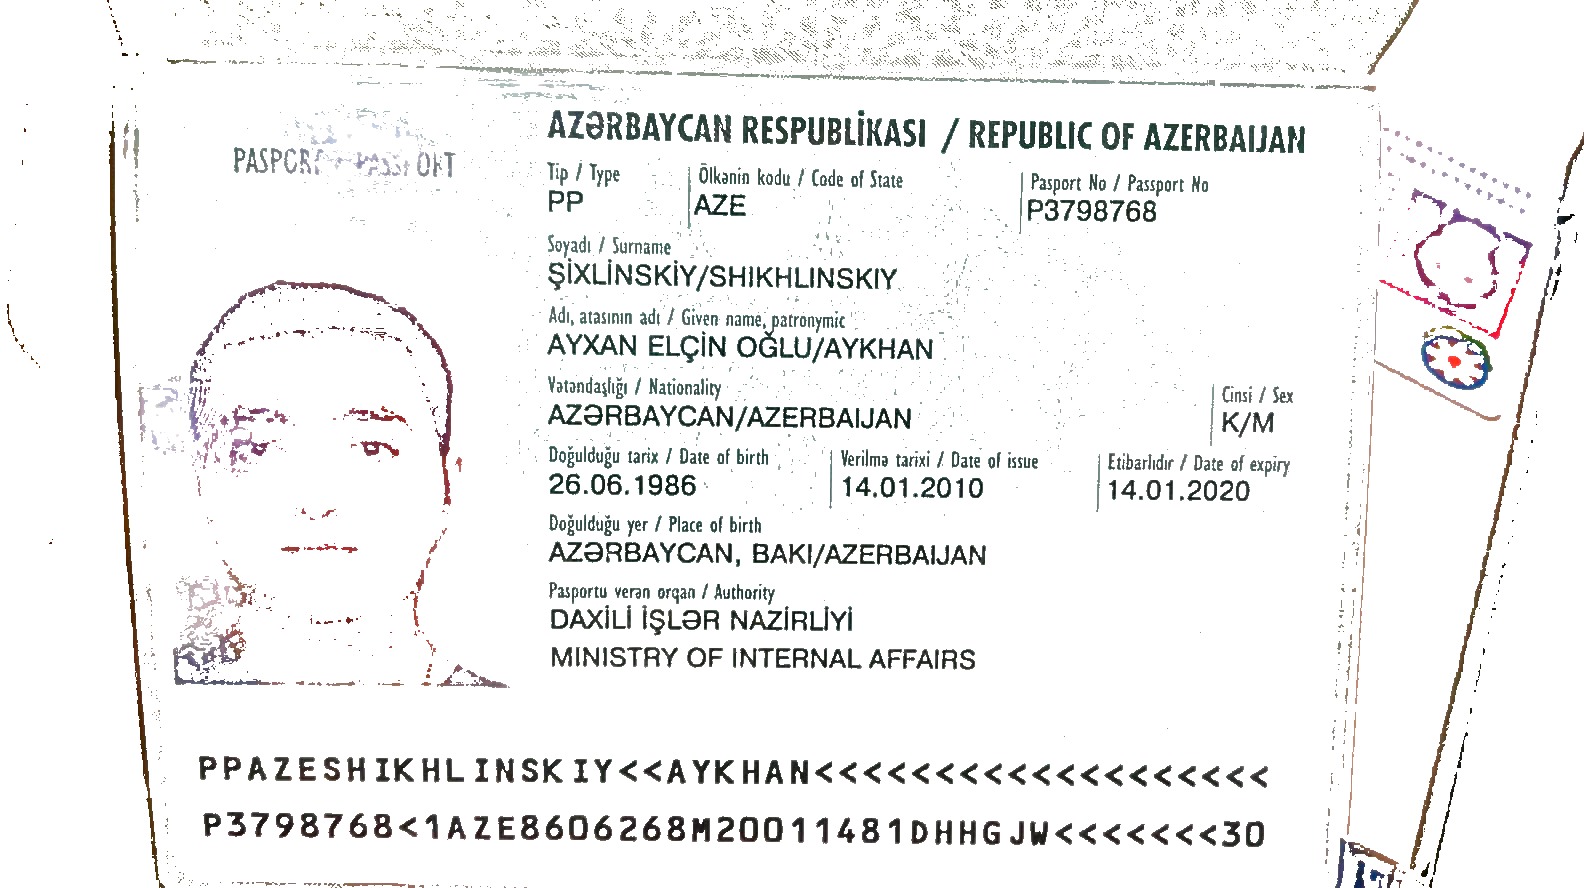 PASPORT PASSPORT
AZƏRBAYCAN RESPUBLİKASI / REPUBLIC OF AZERBAIJAN
Tip / Type Ölkənin kodu / Code of State Pasport No / Passport No
PP AZE P3798768
Soyadı / Surname
ŞİXLİNSKİY/SHIKHLINSKIY
Adı, atasının adı / Given name, patronymic
AYXAN ELÇİN OĞLU/AYKHAN
Vətəndaşlığı / Nationality Cinsi / Sex
AZƏRBAYCAN/AZERBAIJAN K/M
Doğulduğu tarix / Date of birth Verilmə tarixi / Date of issue Etibarlıdır / Date of expiry
26.06.1986 14.01.2010 14.01.2020
Doğulduğu yer / Place of birth
AZƏRBAYCAN, BAKI/AZERBAIJAN
Pasportu verən orqan / Authority
DAXİLİ İŞLƏR NAZİRLİYİ
MINISTRY OF INTERNAL AFFAIRS
PPAZESHIKHLINSKIY<<AYKHAN<<<<<<<<<<<<<<<<<<<
P3798768<1AZE8606268M20011481DHHGJW<<<<<<<30